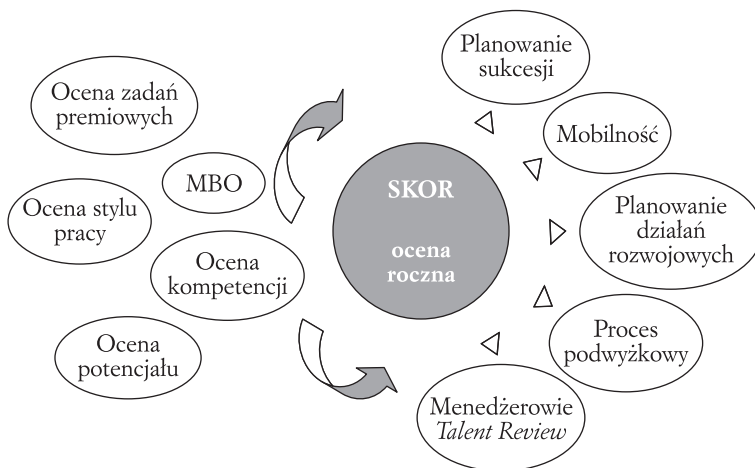 Ocena zadań
premiowych
MBO
Ocena stylu
pracy
Ocena
kompetencji
Ocena
potencjału
SKOR
ocena
roczna
Planowanie
sukcesji
Mobilność
Planowanie
działań
rozwojowych
Proces
podwyżkowy
Menedżerowie
Talent Review